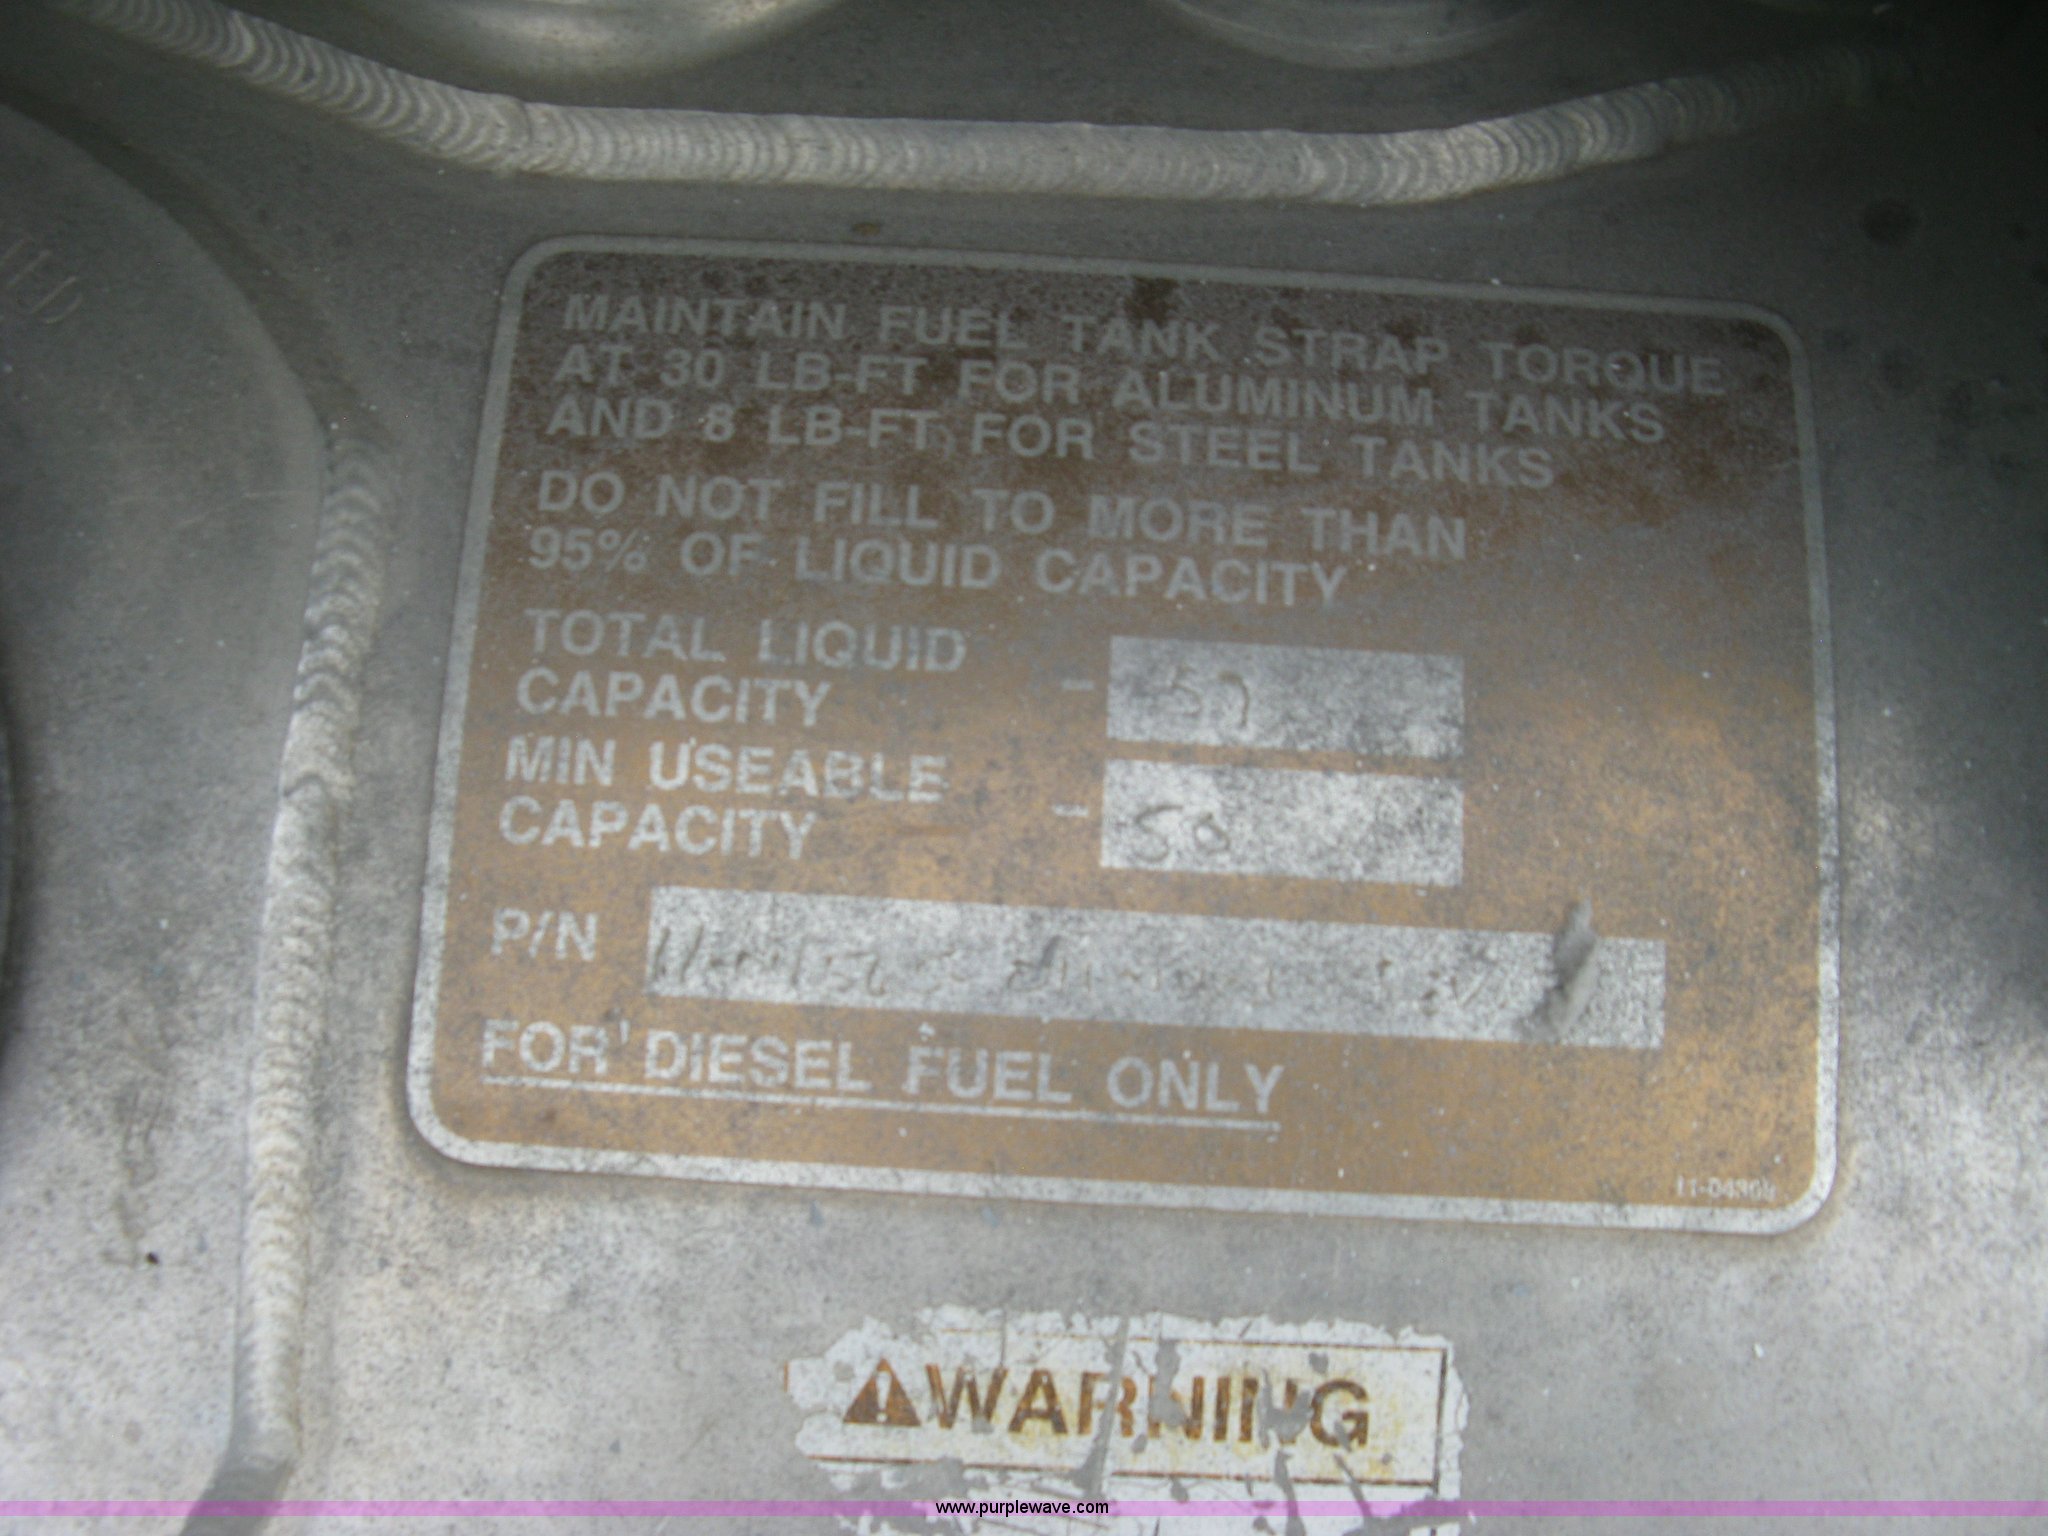 MAINTAIN FUEL TANK STRAP TORQUE
AT 30 LB-FT FOR ALUMINUM TANKS
AND 8 LB-FT FOR STEEL TANKS
DO NOT FILL TO MORE THAN
95% OF LIQUID CAPACITY
TOTAL LIQUID
CAPACITY -
MIN USEABLE
CAPACITY - 50
P/N
FOR DIESEL FUEL ONLY
WARNING
www.purplewave.com